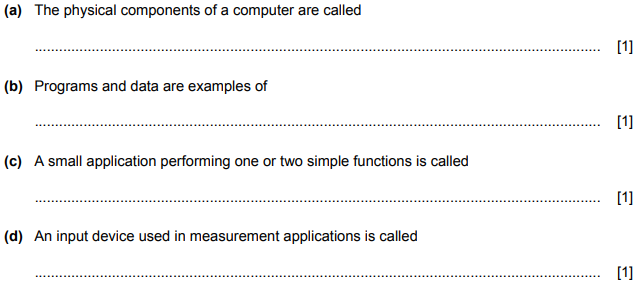 (a) The physical components of a computer are called
.................................................................................................................................................. [1]
(b) Programs and data are examples of
.................................................................................................................................................. [1]
(c) A small application performing one or two simple functions is called
.................................................................................................................................................. [1]
(d) An input device used in measurement applications is called
.................................................................................................................................................. [1]